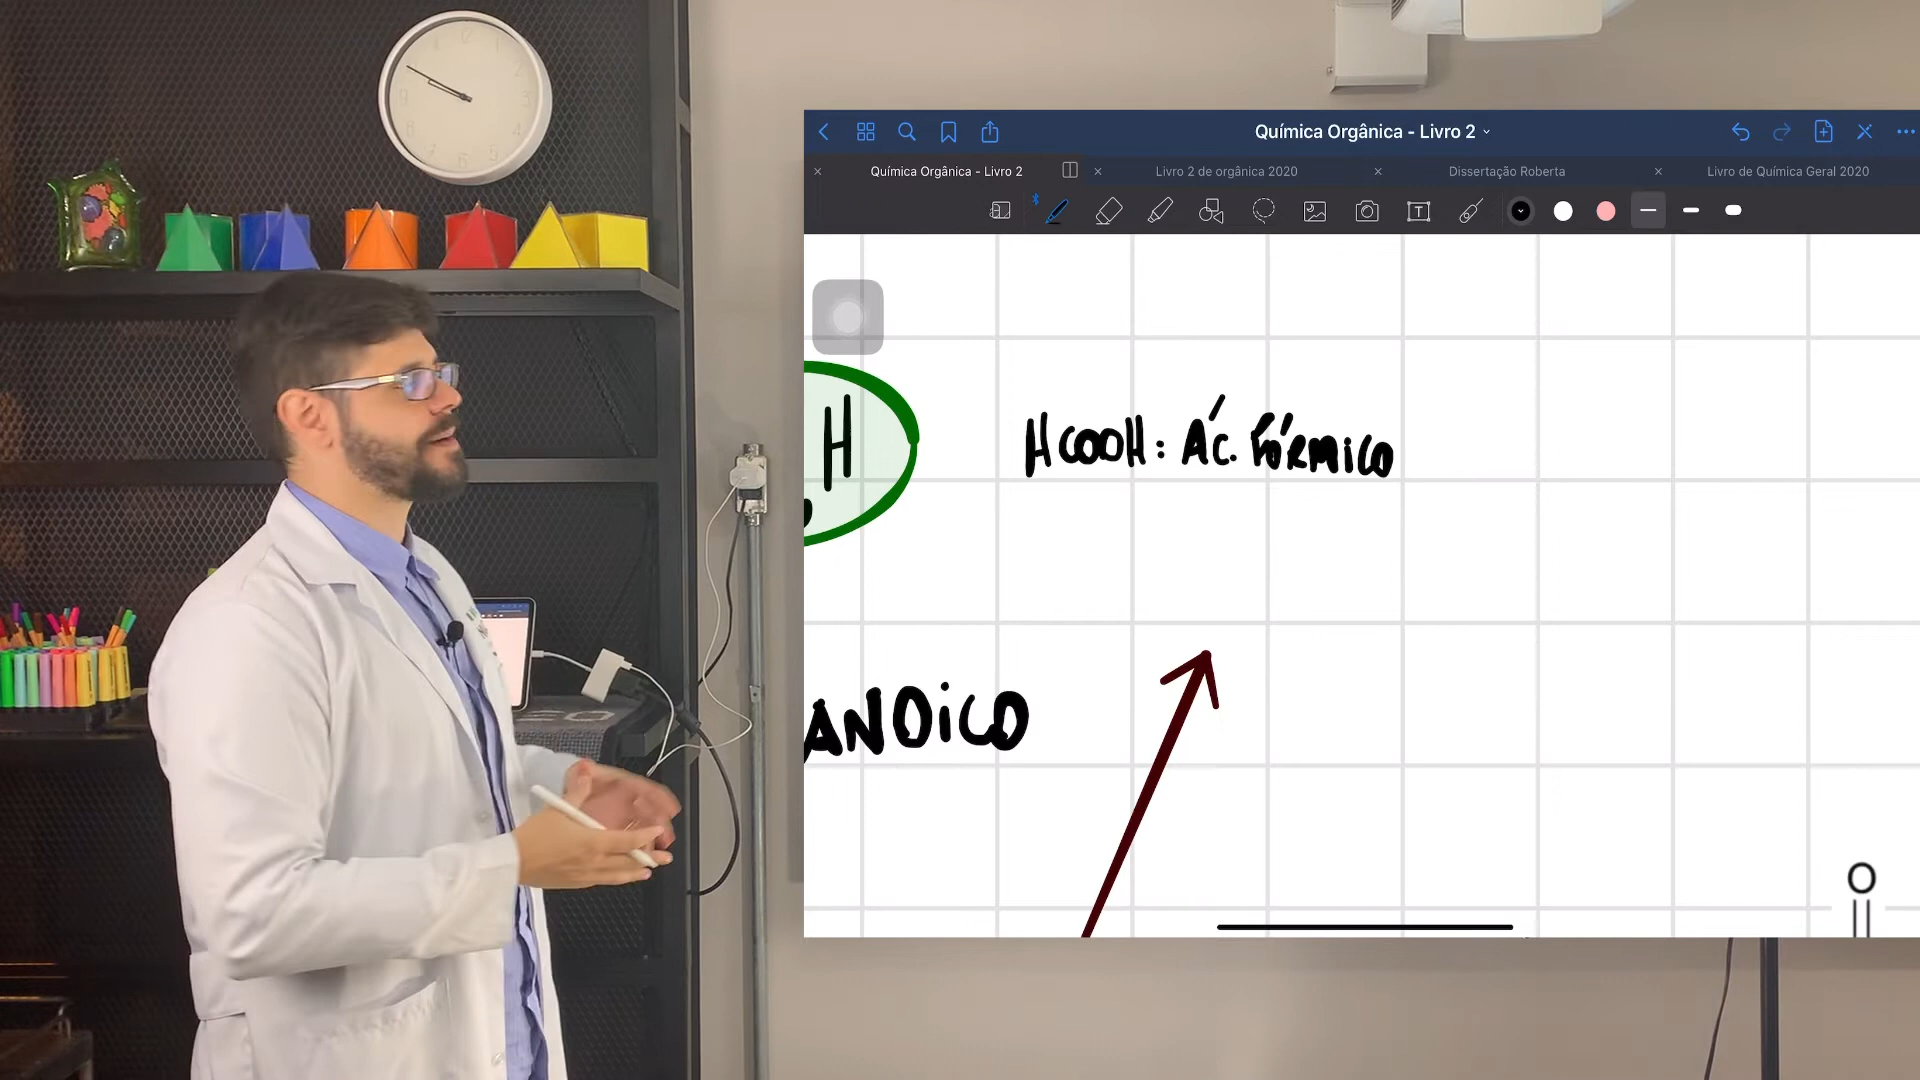 12
Química Orgânica - Livro 2
Química Orgânica - Livro 2
Livro 2 de orgânica 2020
Dissertação Roberta
Livro de Química Geral 2020
T
H
HCOOH: ÁC. FÓRMICO
ANOICO
O